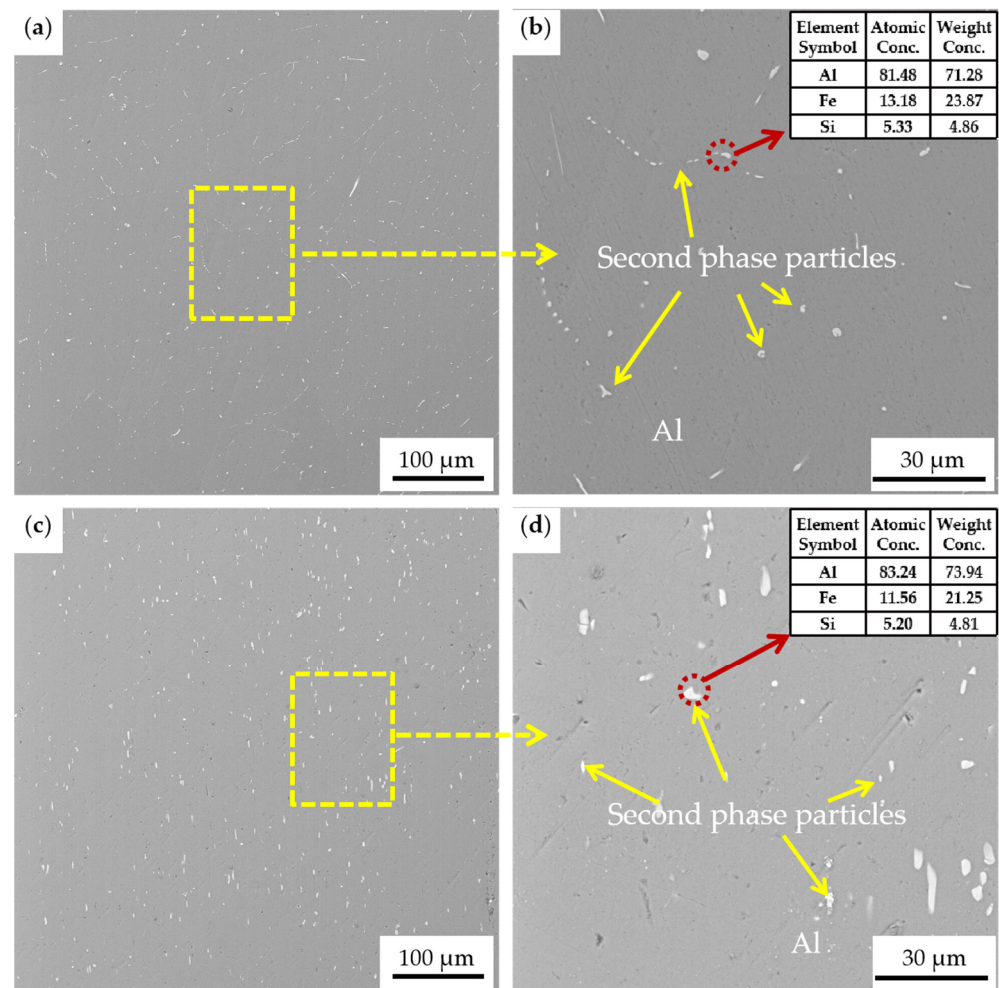 (a)
100 µm
(b)
Element Symbol Atomic Conc. Weight Conc.
Al 81.48 71.28
Fe 13.18 23.87
Si 5.33 4.86
Second phase particles
Al
30 µm
(c)
100 µm
(d)
Element Symbol Atomic Conc. Weight Conc.
Al 83.24 73.94
Fe 11.56 21.25
Si 5.20 4.81
Second phase particles
Al
30 µm